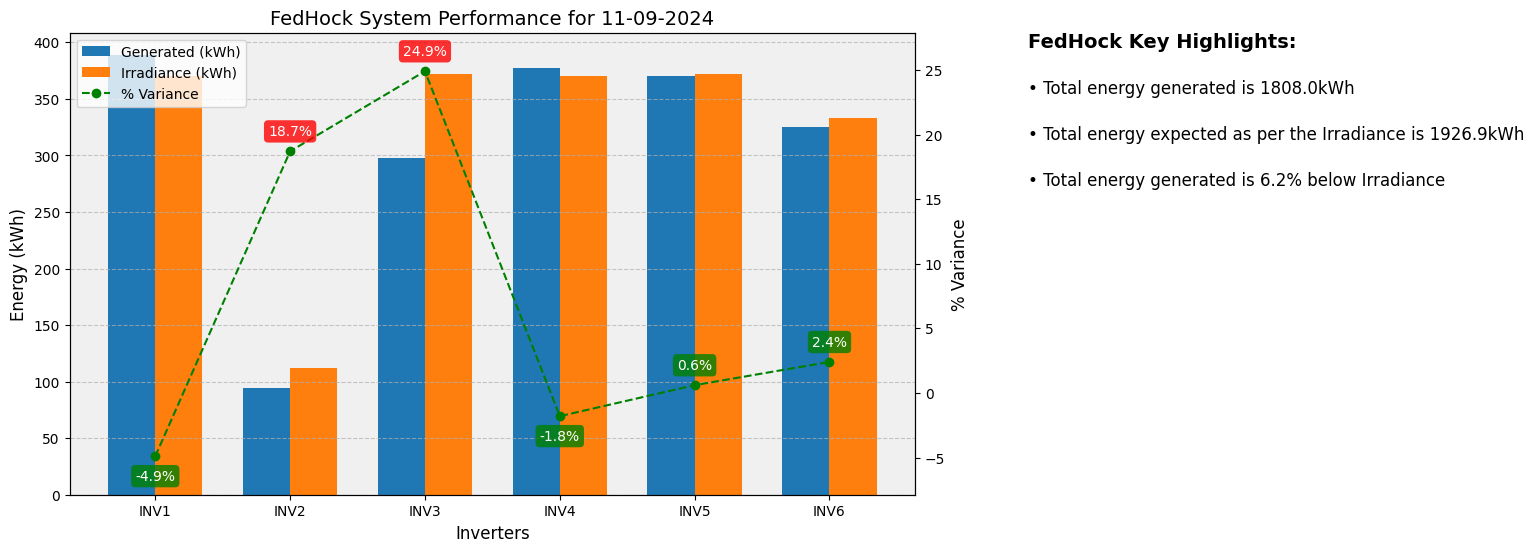 FedHock System Performance for 11-09-2024
Generated (kWh)
Irradiance (kWh)
% Variance
Energy (kWh)
400
350
300
250
200
150
100
50
0
-4.9%
18.7%
24.9%
-1.8%
0.6%
2.4%
25
20
15
10
5
0
−5
% Variance
INV1 INV2 INV3 INV4 INV5 INV6
Inverters
FedHock Key Highlights:
• Total energy generated is 1808.0kWh
• Total energy expected as per the Irradiance is 1926.9kWh
• Total energy generated is 6.2% below Irradiance